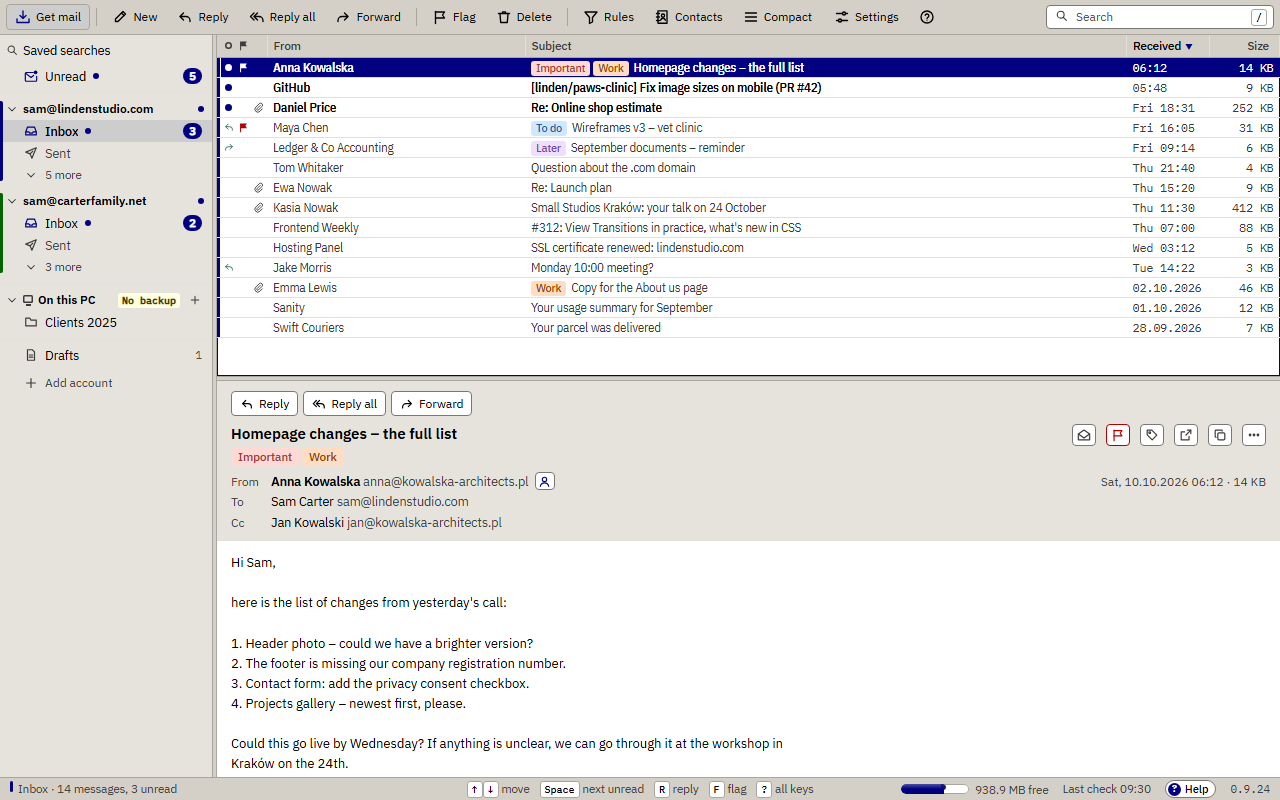 Get mail New Reply Reply all Forward Flag Delete Rules Contacts Compact Settings Search /
Saved searches
Unread 5
sam@lindenstudio.com
Inbox 3
Sent
5 more
sam@carterfamily.net
Inbox 2
Sent
3 more
On this PC No backup
Clients 2025
Drafts 1
Add account
From Subject Received ▼ Size
Anna Kowalska Important Work Homepage changes – the full list 06:12 14 KB
GitHub [linden/paws-clinic] Fix image sizes on mobile (PR #42) 05:48 9 KB
Daniel Price Re: Online shop estimate Fri 18:31 252 KB
Maya Chen To do Wireframes v3 – vet clinic Fri 16:05 31 KB
Ledger & Co Accounting Later September documents – reminder Fri 09:14 6 KB
Tom Whitaker Question about the .com domain Thu 21:40 4 KB
Ewa Nowak Re: Launch plan Thu 15:20 9 KB
Kasia Nowak Small Studios Kraków: your talk on 24 October Thu 11:30 412 KB
Frontend Weekly #312: View Transitions in practice, what's new in CSS Thu 07:00 88 KB
Hosting Panel SSL certificate renewed: lindenstudio.com Wed 03:12 5 KB
Jake Morris Monday 10:00 meeting? Tue 14:22 3 KB
Emma Lewis Work Copy for the About us page 02.10.2026 46 KB
Sanity Your usage summary for September 01.10.2026 12 KB
Swift Couriers Your parcel was delivered 28.09.2026 7 KB
Reply Reply all Forward
Homepage changes – the full list
Important Work
From Anna Kowalska anna@kowalska-architects.pl Sat, 10.10.2026 06:12 · 14 KB
To Sam Carter sam@lindenstudio.com
Cc Jan Kowalski jan@kowalska-architects.pl
Hi Sam,
here is the list of changes from yesterday's call:
1. Header photo – could we have a brighter version?
2. The footer is missing our company registration number.
3. Contact form: add the privacy consent checkbox.
4. Projects gallery – newest first, please.
Could this go live by Wednesday? If anything is unclear, we can go through it at the workshop in
Kraków on the 24th.
Inbox · 14 messages, 3 unread ↑ ↓ move Space next unread R reply F flag ? all keys 938.9 MB free Last check 09:30 ? Help 0.9.24